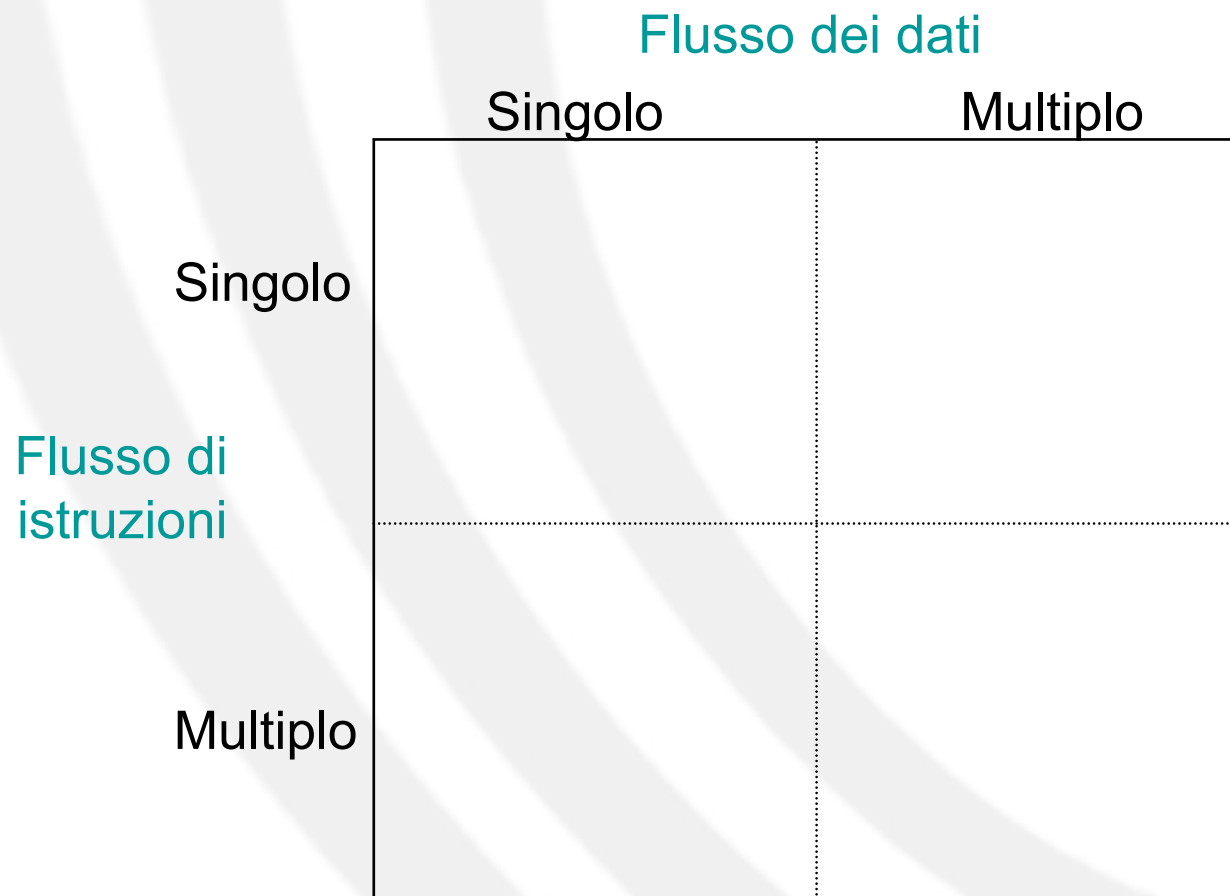 Flusso dei dati
Singolo Multiplo
Singolo
Flusso di
istruzioni
Multiplo